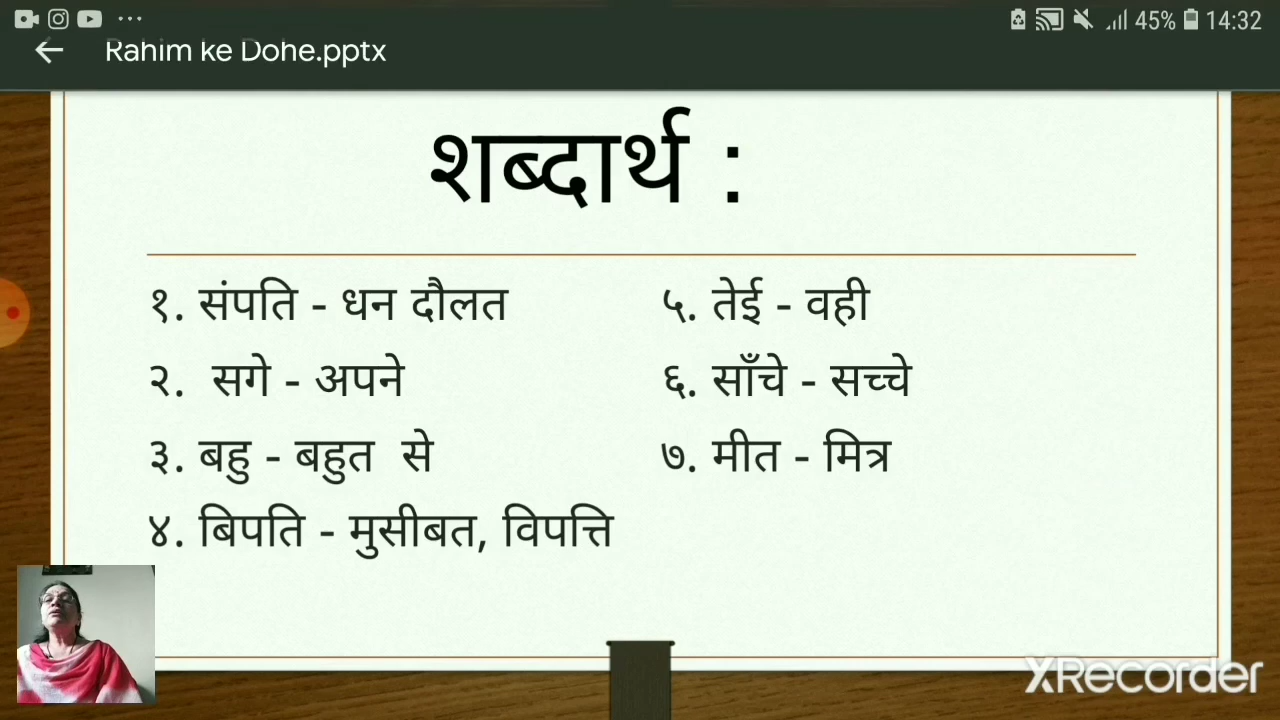 45% 14:32
Rahim ke Dohe.pptx
शब्दार्थ :
१. संपति - धन दौलत
२. सगे - अपने
३. बहु - बहुत से
४. बिपति - मुसीबत, विपत्ति
५. तेई - वही
६. साँचे - सच्चे
७. मीत - मित्र
XRecorder